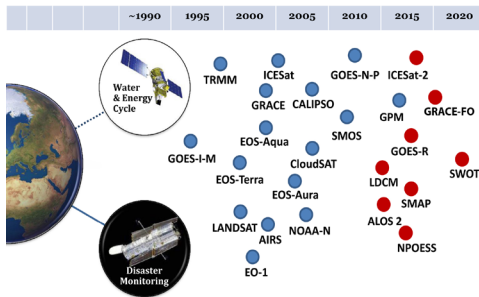 ~1990 1995 2000 2005 2010 2015 2020
Water
& Energy
Cycle
TRMM
ICESat
GOES-N-P
ICESat-2
GRACE
CALIPSO
GPM
GRACE-FO
SMOS
GOES-I-M
EOS-Aqua
CloudSAT
GOES-R
EOS-Terra
LDCM
SWOT
EOS-Aura
SMAP
LANDSAT
AIRS
NOAA-N
ALOS 2
NPOESS
EO-1
Disaster
Monitoring